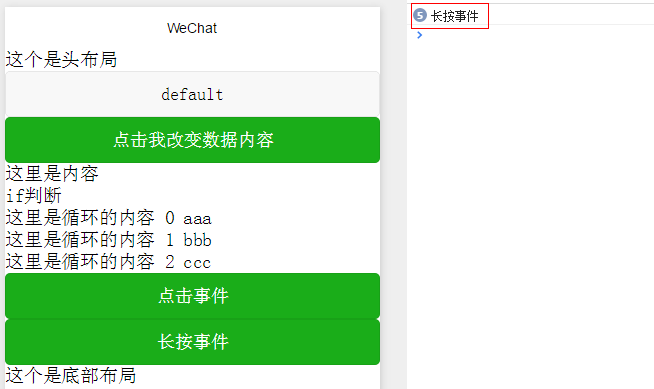 WeChat
这个是头布局
default
点击我改变数据内容
这里是内容
if判断
这里是循环的内容 0 aaa
这里是循环的内容 1 bbb
这里是循环的内容 2 ccc
点击事件
长按事件
这个是底部布局
5 长按事件
>